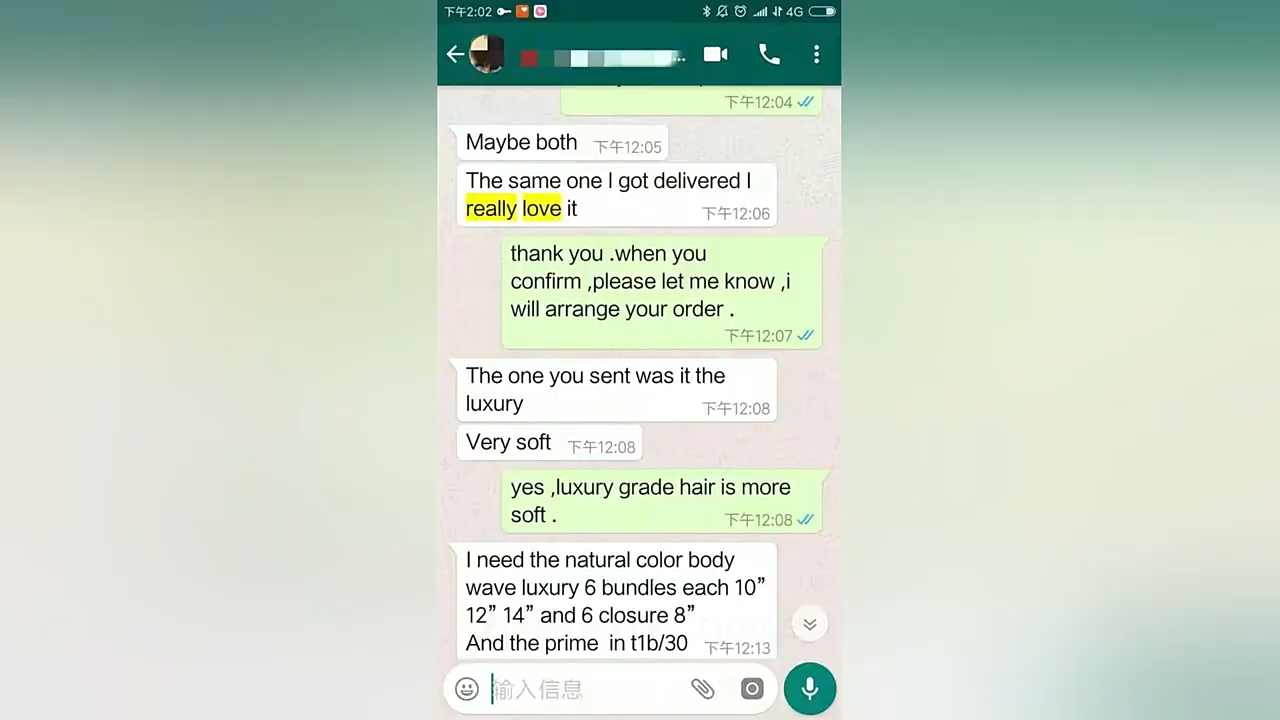 下午2:02
4G
...
下午12:04
Maybe both
下午12:05
The same one I got delivered I
really love it
下午12:06
thank you .when you
confirm ,please let me know ,i
will arrange your order .
下午12:07
The one you sent was it the
luxury
下午12:08
Very soft
下午12:08
yes ,luxury grade hair is more
soft .
下午12:08
I need the natural color body
wave luxury 6 bundles each 10”
12” 14” and 6 closure 8”
And the prime  in t1b/30
下午12:13
输入信息